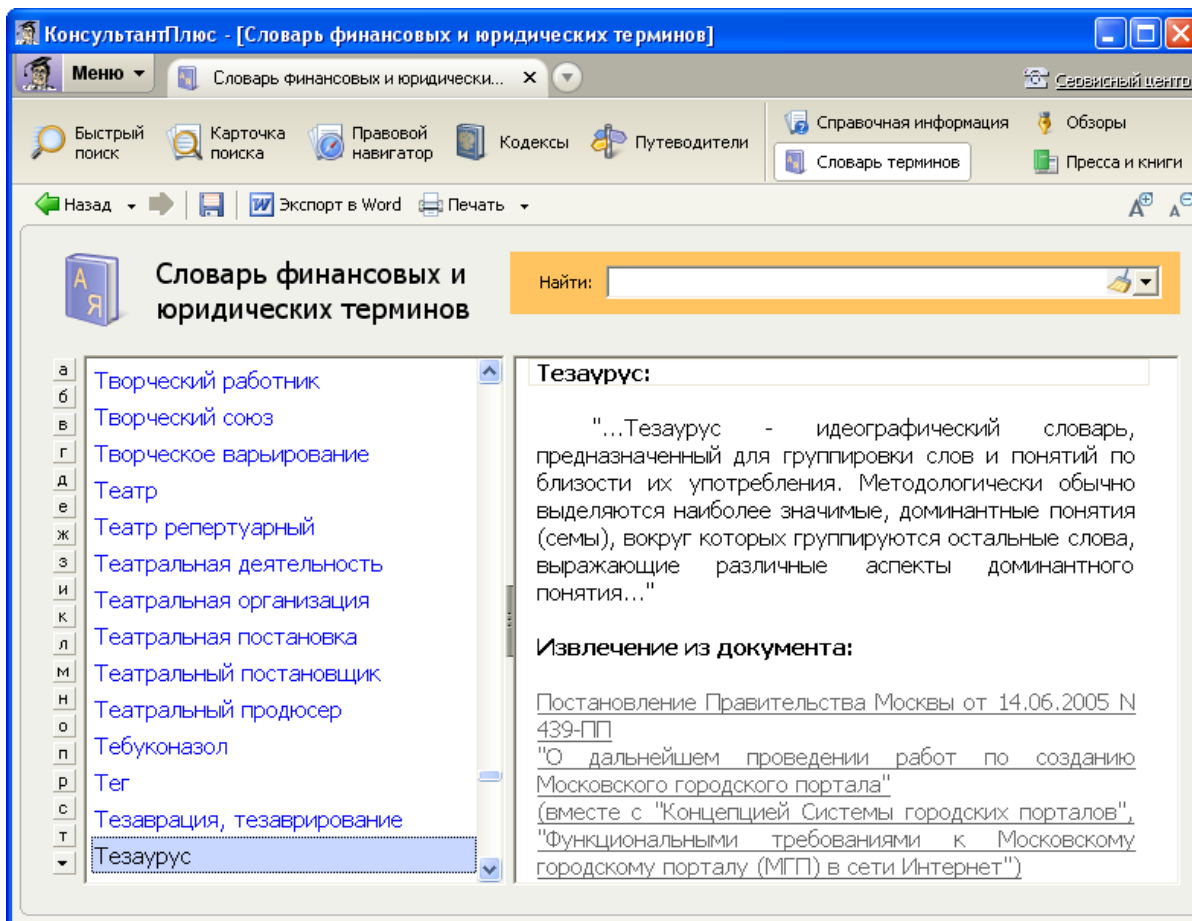 КонсультантПлюс - [Словарь финансовых и юридических терминов]
Меню
Словарь финансовых и юридически...
Сервисный центр
Быстрый поиск
Карточка поиска
Правовой навигатор
Кодексы
Путеводители
Справочная информация
Обзоры
Словарь терминов
Пресса и книги
Назад
Экспорт в Word
Печать
Словарь финансовых и
юридических терминов
Найти:
а
б
в
г
д
е
ж
з
и
к
л
м
н
о
п
р
с
т
Творческий работник
Творческий союз
Творческое варьирование
Театр
Театр репертуарный
Театральная деятельность
Театральная организация
Театральная постановка
Театральный постановщик
Театральный продюсер
Тебуконазол
Тег
Тезаврация, тезаврирование
Тезаурус
Тезаурус:
"...Тезаурус - идеографический словарь,
предназначенный для группировки слов и понятий по
близости их употребления. Методологически обычно
выделяются наиболее значимые, доминантные понятия
(семы), вокруг которых группируются остальные слова,
выражающие различные аспекты доминантного
понятия..."
Извлечение из документа:
Постановление Правительства Москвы от 14.06.2005 N
439-ПП
"О дальнейшем проведении работ по созданию
Московского городского портала"
(вместе с "Концепцией Системы городских порталов",
"Функциональными требованиями к Московскому
городскому порталу (МГП) в сети Интернет")